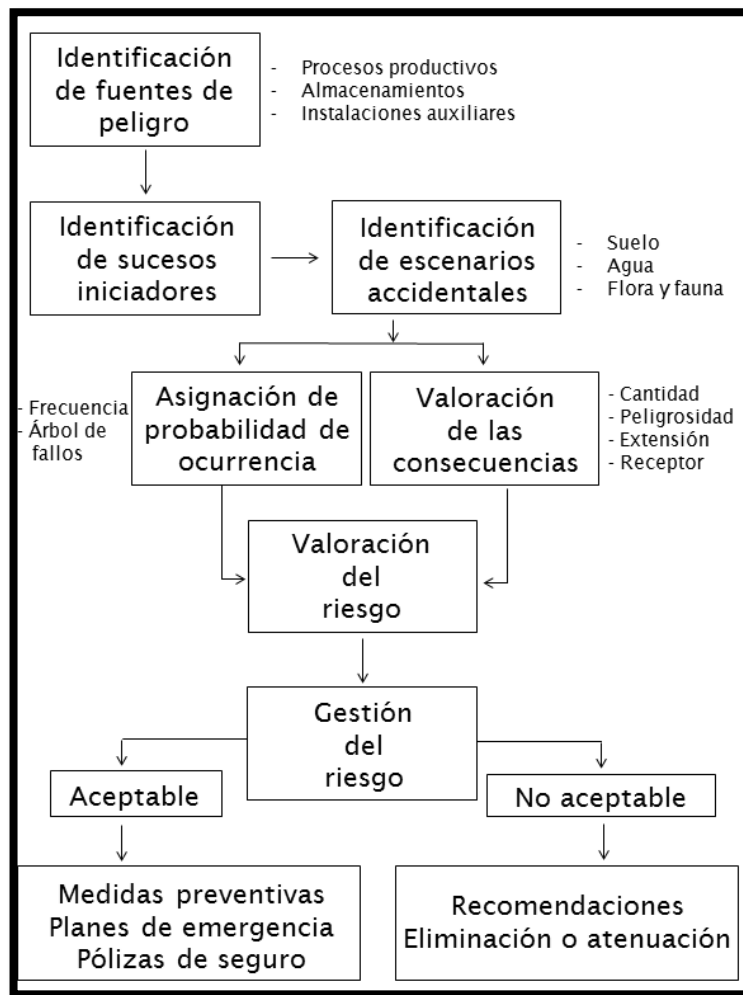 Identificación
de fuentes de
peligro
- Procesos productivos
- Almacenamientos
- Instalaciones auxiliares
Identificación
de sucesos
iniciadores
Identificación
de escenarios
accidentales
- Suelo
- Agua
- Flora y fauna
- Frecuencia
- Árbol de
fallos
Asignación de
probabilidad de
ocurrencia
Valoración
de las
consecuencias
- Cantidad
- Peligrosidad
- Extensión
- Receptor
Valoración
del
riesgo
Gestión
del
riesgo
Aceptable
No aceptable
Medidas preventivas
Planes de emergencia
Pólizas de seguro
Recomendaciones
Eliminación o atenuación